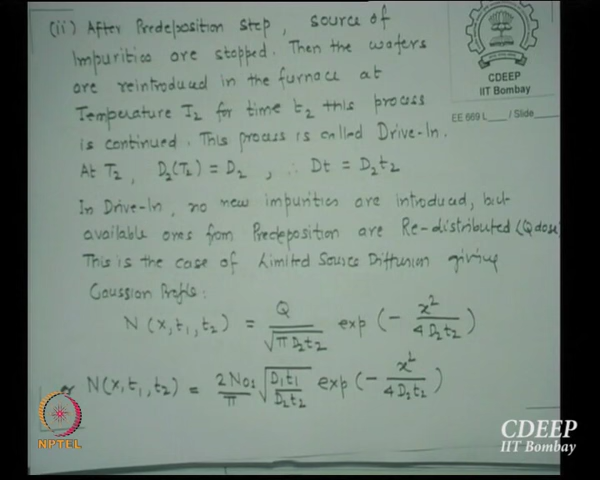 (ii) After Predeposition step, source of
Impurities are stopped. Then the wafers
are reintroduced in the furnace at
Temperature T₂ for time t₂ this process
is continued. This process is called Drive-In.
At T₂, D₂(T₂) = D₂, ∴ Dt = D₂t₂
In Drive-In, no new impurities are introduced, but
available ones from Predeposition are Re-distributed (Q dose
This is the case of Limited Source Diffusion giving
Gaussian Profile:
N(x,t₁,t₂) = Q/√(πD₂t₂) exp(- x²/4D₂t₂)
or N(x,t₁,t₂) = 2N₀₁/π √(D₁t₁/D₂t₂) exp(- x²/4D₂t₂)
CDEEP
IIT Bombay
EE 669 L____ / Slide____
NPTEL
CDEEP
IIT Bombay